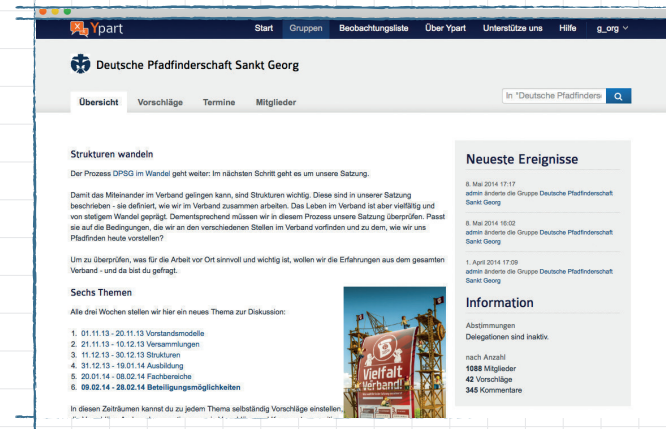 Ypart
Start Gruppen Beobachtungsliste Über Ypart Unterstütze uns Hilfe g_org
Deutsche Pfadfinderschaft Sankt Georg
Übersicht Vorschläge Termine Mitglieder
In "Deutsche Pfadfinders
Strukturen wandeln
Der Prozess DPSG im Wandel geht weiter: Im nächsten Schritt geht es um unsere Satzung.
Damit das Miteinander im Verband gelingen kann, sind Strukturen wichtig. Diese sind in unserer Satzung
beschrieben - sie definiert, wie wir im Verband zusammen arbeiten. Das Leben im Verband ist aber vielfältig und
von stetigem Wandel geprägt. Dementsprechend müssen wir in diesem Prozess unsere Satzung überprüfen. Passt
sie auf die Bedingungen, die wir an den verschiedenen Stellen im Verband vorfinden und zu dem, wie wir uns
Pfadfinden heute vorstellen?
Um zu überprüfen, was für die Arbeit vor Ort sinnvoll und wichtig ist, wollen wir die Erfahrungen aus dem gesamten
Verband - und da bist du gefragt.
Sechs Themen
Alle drei Wochen stellen wir hier ein neues Thema zur Diskussion:
1. 01.11.13 - 20.11.13 Vorstandsmodelle
2. 21.11.13 - 10.12.13 Versammlungen
3. 11.12.13 - 30.12.13 Strukturen
4. 31.12.13 - 19.01.14 Ausbildung
5. 20.01.14 - 08.02.14 Fachbereiche
6. 09.02.14 - 28.02.14 Beteiligungsmöglichkeiten
In diesen Zeiträumen kannst du zu jedem Thema selbständig Vorschläge einstellen,
Vielfalt
Verband!
Neueste Ereignisse
8. Mai 2014 17:17
admin änderte die Gruppe Deutsche Pfadfinderschaft
Sankt Georg
8. Mai 2014 16:02
admin änderte die Gruppe Deutsche Pfadfinderschaft
Sankt Georg
1. April 2014 17:09
admin änderte die Gruppe Deutsche Pfadfinderschaft
Sankt Georg
Information
Abstimmungen
Delegationen sind inaktiv.
nach Anzahl
1088 Mitglieder
42 Vorschläge
345 Kommentare